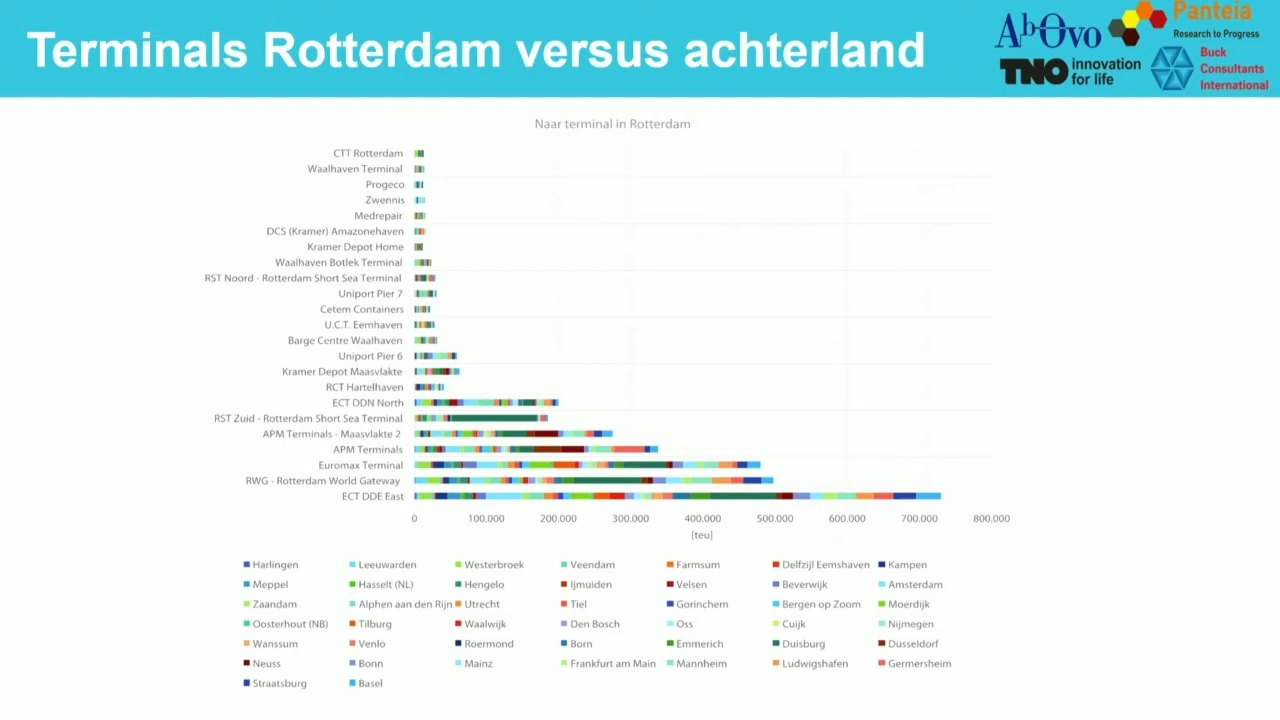 Terminals Rotterdam versus achterland
AbOvo
Panteia
Research to Progress
TNO innovation for life
Buck Consultants International
Naar terminal in Rotterdam
CTT Rotterdam
Waalhaven Terminal
Progeco
Zwennis
Medrepair
DCS (Kramer) Amazonehaven
Kramer Depot Home
Waalhaven Botlek Terminal
RST Noord - Rotterdam Short Sea Terminal
Uniport Pier 7
Cetem Containers
U.C.T. Eemhaven
Barge Centre Waalhaven
Uniport Pier 6
Kramer Depot Maasvlakte
RCT Hartelhaven
ECT DDN North
RST Zuid - Rotterdam Short Sea Terminal
APM Terminals - Maasvlakte 2
APM Terminals
Euromax Terminal
RWG - Rotterdam World Gateway
ECT DDE East
0 100.000 200.000 300.000 400.000 500.000 600.000 700.000 800.000
[teu]
Harlingen Leeuwarden Westerbroek Veendam Farmsum Delfzijl Eemshaven Kampen
Meppel Hasselt (NL) Hengelo Ijmuiden Velsen Beverwijk Amsterdam
Zaandam Alphen aan den Rijn Utrecht Tiel Gorinchem Bergen op Zoom Moerdijk
Oosterhout (NB) Tilburg Waalwijk Den Bosch Oss Cuijk Nijmegen
Wanssum Venlo Roermond Born Emmerich Duisburg Düsseldorf
Neuss Bonn Mainz Frankfurt am Main Mannheim Ludwigshafen Germersheim
Straatsburg Basel